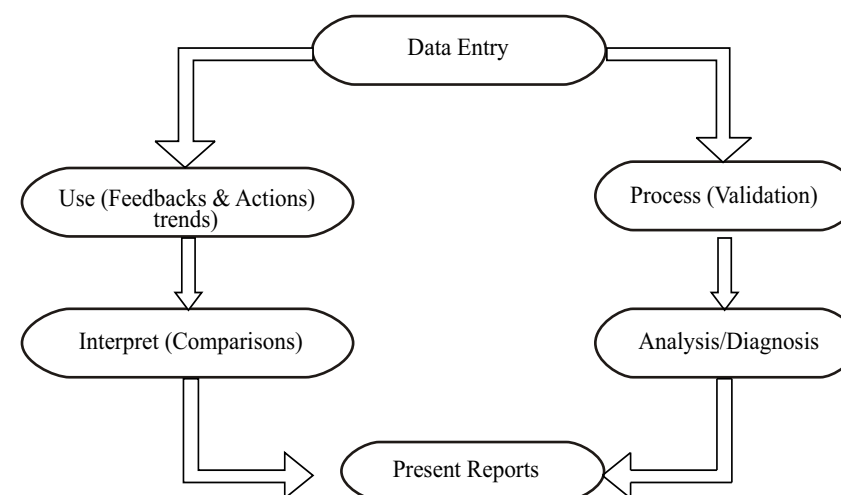 Data Entry
Use (Feedbacks & Actions)
trends)
Process (Validation)
Interpret (Comparisons)
Analysis/Diagnosis
Present Reports